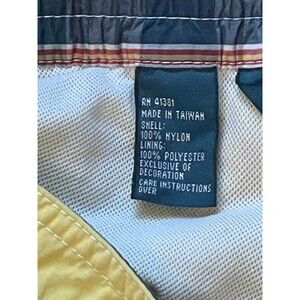 RN 41381
MADE IN TAIWAN
SHELL:
100% NYLON
LINING:
100% POLYESTER
EXCLUSIVE OF
DECORATION
CARE INSTRUCTIONS
OVER